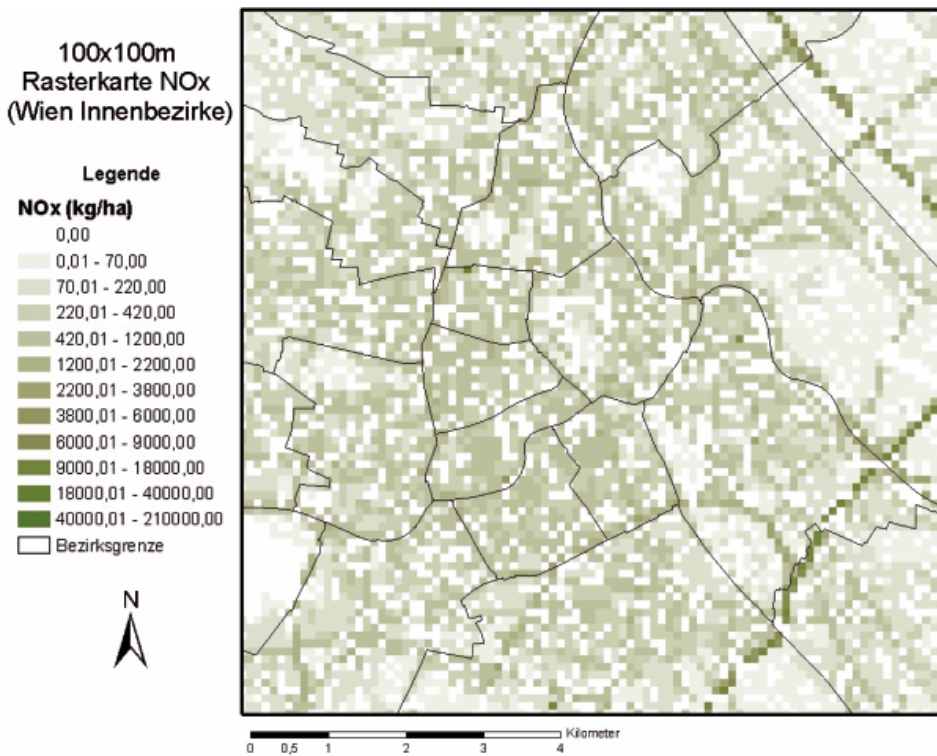 100x100m
Rasterkarte NOx
(Wien Innenbezirke)
Legende
NOx (kg/ha)
0,00
0,01 - 70,00
70,01 - 220,00
220,01 - 420,00
420,01 - 1200,00
1200,01 - 2200,00
2200,01 - 3800,00
3800,01 - 6000,00
6000,01 - 9000,00
9000,01 - 18000,00
18000,01 - 40000,00
40000,01 - 210000,00
Bezirksgrenze
N
Kilometer
0 0,5 1 2 3 4